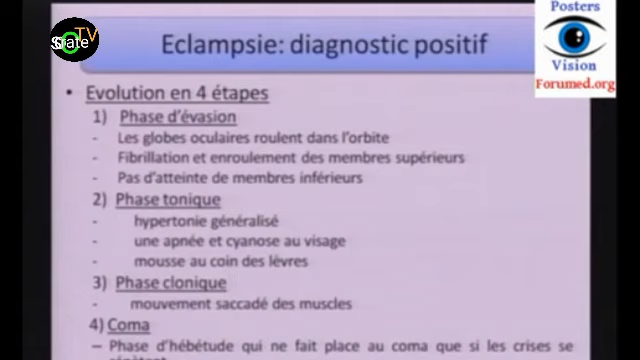 Posters
Vision
Forumed.org
TV
Siate
Eclampsie: diagnostic positif
• Evolution en 4 étapes
1) Phase d'évasion
- Les globes oculaires roulent dans l'orbite
- Fibrillation et enroulement des membres supérieurs
- Pas d'atteinte de membres inférieurs
2) Phase tonique
- hypertonie généralisé
- une apnée et cyanose au visage
- mousse au coin des lèvres
3) Phase clonique
- mouvement saccadé des muscles
4) Coma
– Phase d'hébétude qui ne fait place au coma que si les crises se